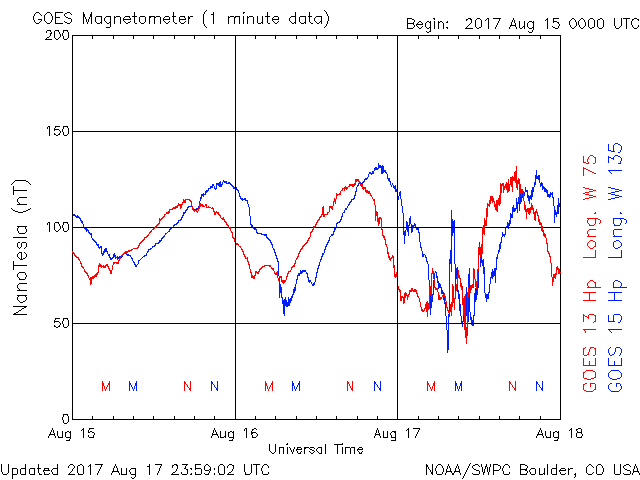 GOES Magnetometer (1 minute data)
Begin: 2017 Aug 15 0000 UTC
200
150
100
50
0
NanoTesla (nT)
M M N N M M N N M M N N
Aug 15 Aug 16 Aug 17 Aug 18
Universal Time
GOES 13 Hp Long. W 75
GOES 15 Hp Long. W 135
Updated 2017 Aug 17 23:59:02 UTC
NOAA/SWPC Boulder, CO USA